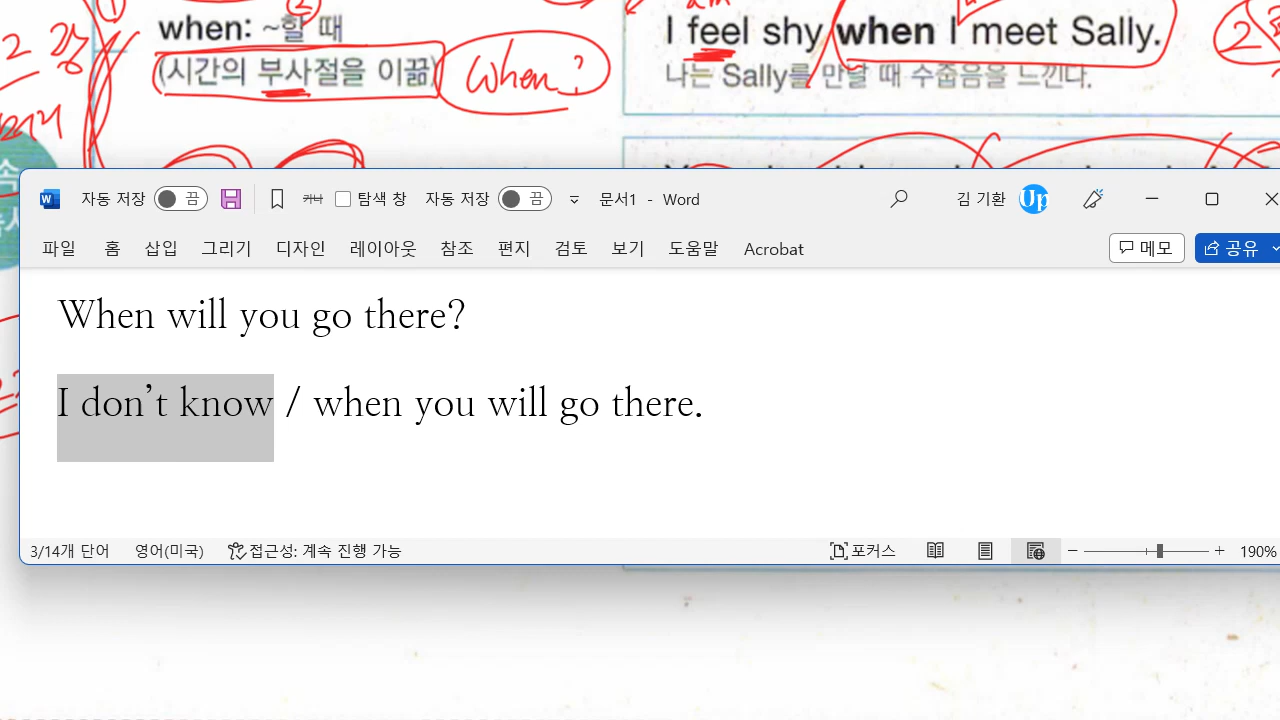 when: ~할 때
(시간의 부사절을 이끎)
when?
am
I feel shy when I meet Sally.
나는 Sally를 만날 때 수줍음을 느낀다.
자동 저장 끔 가나 탐색 창 자동 저장 끔 문서1 - Word 김 기환 Up
파일 홈 삽입 그리기 디자인 레이아웃 참조 편지 검토 보기 도움말 Acrobat 메모 공유
When will you go there?
I don't know / when you will go there.
3/14개 단어 영어(미국) 접근성: 계속 진행 가능 포커스 190%